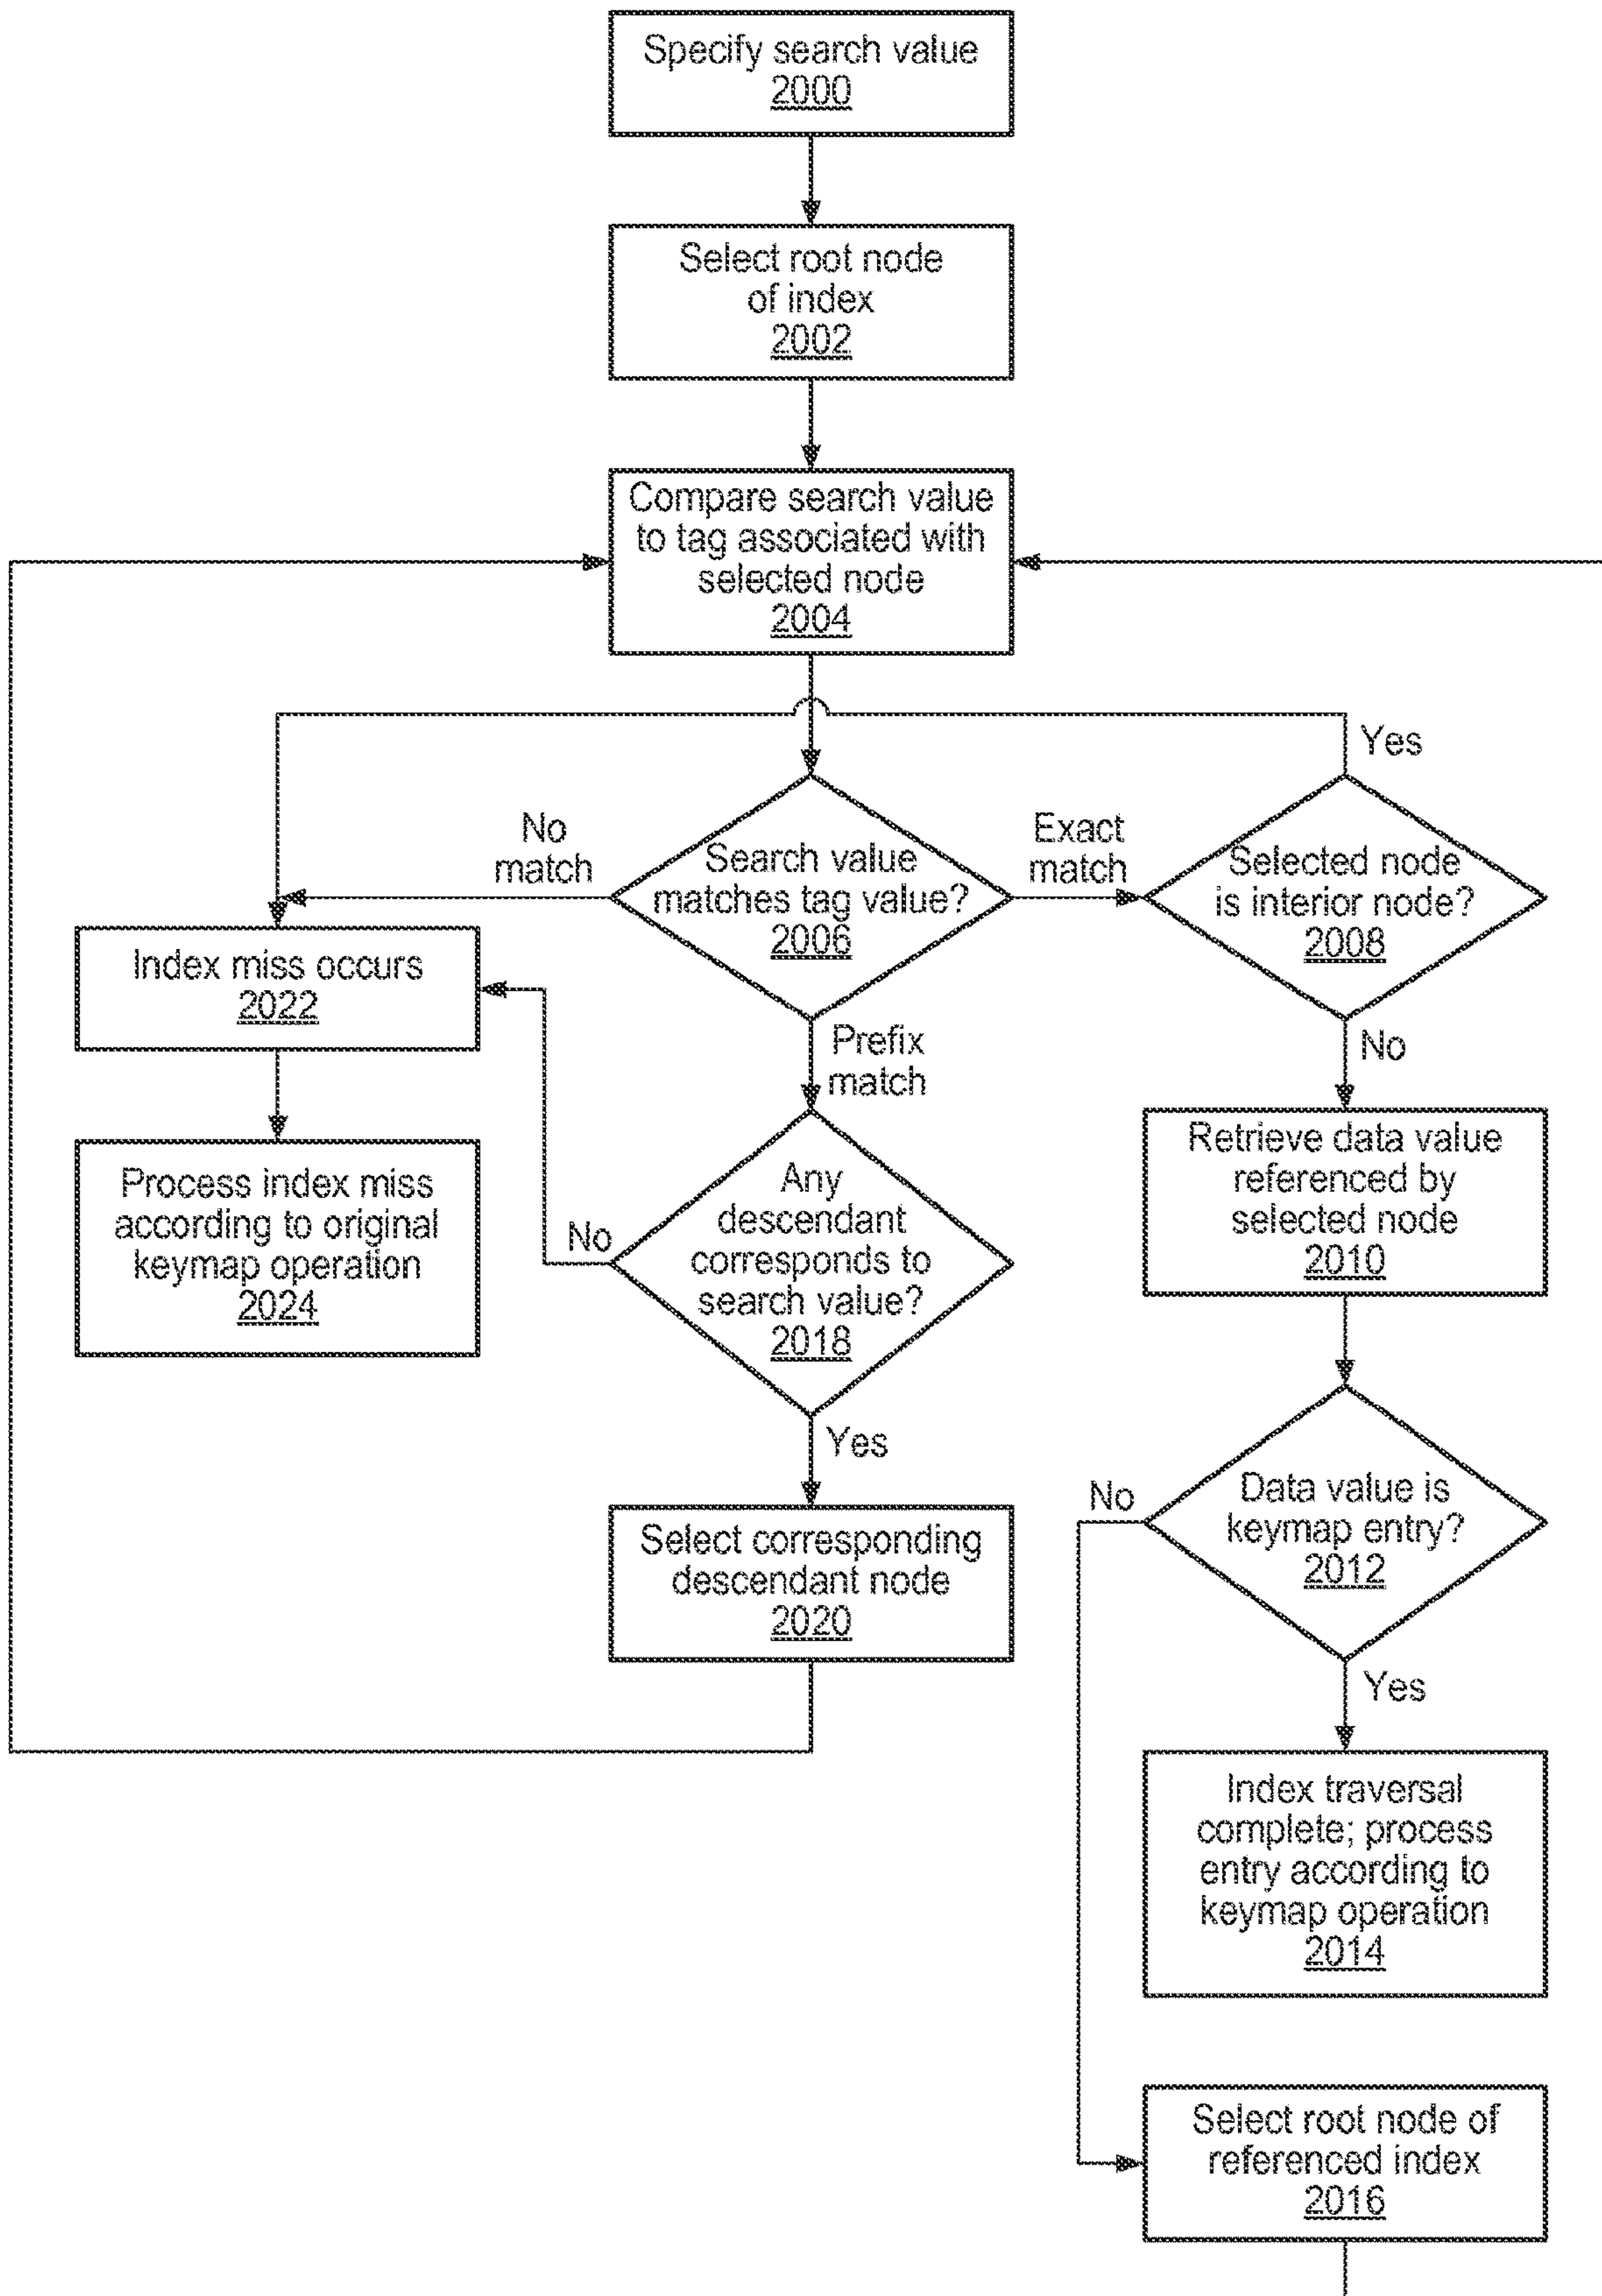 Specify search value
2000
Select root node
of index
2002
Compare search value
to tag associated with
selected node
2004
Yes
No
match
Search value
matches tag value?
2006
Exact
match
Selected node
is interior node?
2008
Index miss occurs
2022
Prefix
match
No
Process index miss
according to original
keymap operation
2024
No
Any
descendant
corresponds to
search value?
2018
Retrieve data value
referenced by
selected node
2010
Yes
Select corresponding
descendant node
2020
No
Data value is
keymap entry?
2012
Yes
Index traversal
complete; process
entry according to
keymap operation
2014
Select root node of
referenced index
2016